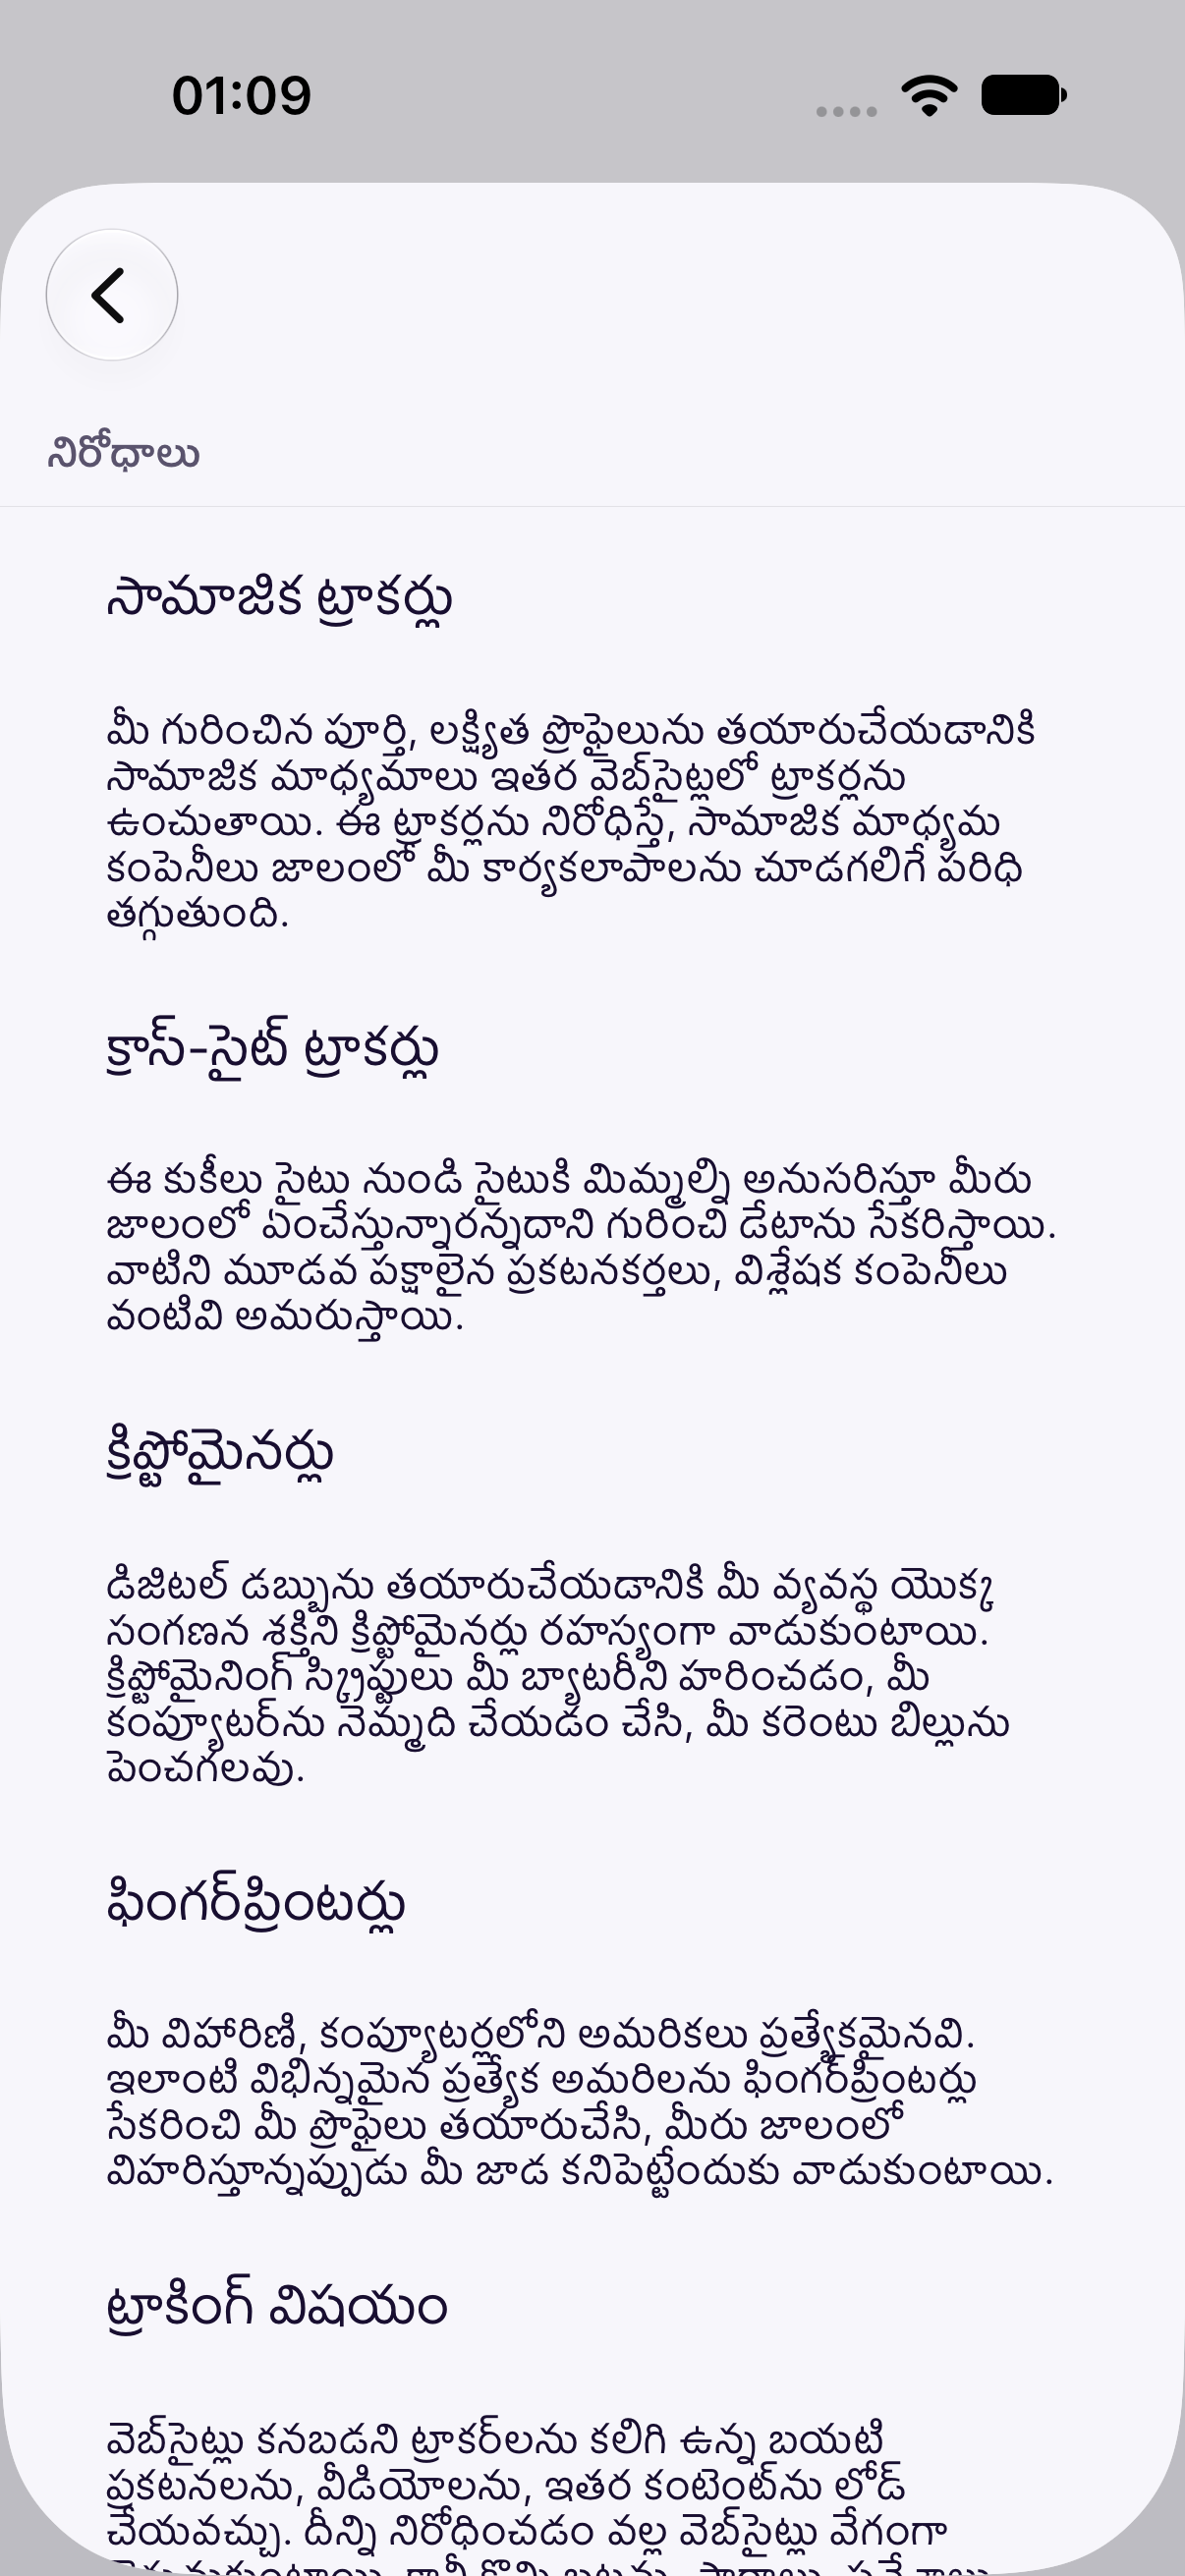 01:09
నిరోధాలు
సామాజిక ట్రాకర్లు
మీ గురించిన పూర్తి, లక్ష్యిత ప్రొఫైలును తయారుచేయడానికి
సామాజిక మాధ్యమాలు ఇతర వెబ్‌సైట్లలో ట్రాకర్లను
ఉంచుతాయి. ఈ ట్రాకర్లను నిరోధిస్తే, సామాజిక మాధ్యమ
కంపెనీలు జాలంలో మీ కార్యకలాపాలను చూడగలిగే పరిధి
తగ్గుతుంది.
క్రాస్-సైట్ ట్రాకర్లు
ఈ కుకీలు సైటు నుండి సైటుకి మిమ్మల్ని అనుసరిస్తూ మీరు
జాలంలో ఏంచేస్తున్నారన్నదాని గురించి డేటాను సేకరిస్తాయి.
వాటిని మూడవ పక్షాలైన ప్రకటనకర్తలు, విశ్లేషక కంపెనీలు
వంటివి అమరుస్తాయి.
క్రిప్టోమైనర్లు
డిజిటల్ డబ్బును తయారుచేయడానికి మీ వ్యవస్థ యొక్క
సంగణన శక్తిని క్రిప్టోమైనర్లు రహస్యంగా వాడుకుంటాయి.
క్రిప్టోమైనింగ్ స్క్రిప్టులు మీ బ్యాటరీని హరించడం, మీ
కంప్యూటర్‌ను నెమ్మది చేయడం చేసి, మీ కరెంటు బిల్లును
పెంచగలవు.
ఫింగర్‌ప్రింటర్లు
మీ విహారిణి, కంప్యూటర్లలోని అమరికలు ప్రత్యేకమైనవి.
ఇలాంటి విభిన్నమైన ప్రత్యేక అమరిలను ఫింగర్‌ప్రింటర్లు
సేకరించి మీ ప్రొఫైలు తయారుచేసి, మీరు జాలంలో
విహరిస్తూన్నప్పుడు మీ జాడ కనిపెట్టేందుకు వాడుకుంటాయి.
ట్రాకింగ్ విషయం
వెబ్‌సైట్లు కనబడని ట్రాకర్‌లను కలిగి ఉన్న బయటి
ప్రకటనలను, వీడియోలను, ఇతర కంటెంట్‌ను లోడ్
చేయవచ్చు. దీన్ని నిరోధించడం వల్ల వెబ్‌సైట్లు వేగంగా